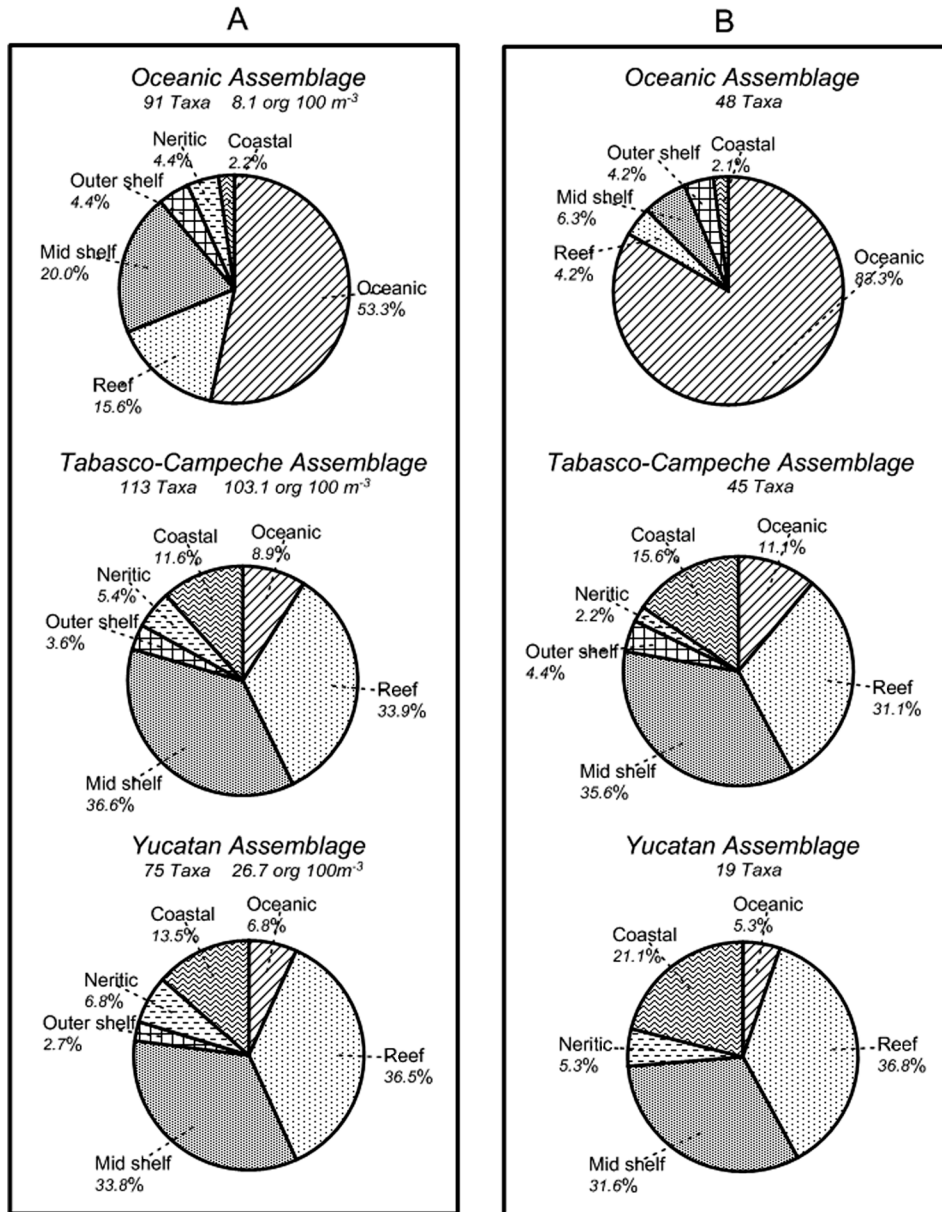 A
Oceanic Assemblage
91 Taxa 8.1 org 100 m⁻³
Neritic
4.4%
Coastal
2.2%
Outer shelf
4.4%
Mid shelf
20.0%
Oceanic
53.3%
Reef
15.6%
Tabasco-Campeche Assemblage
113 Taxa 103.1 org 100 m⁻³
Coastal
11.6%
Oceanic
8.9%
Neritic
5.4%
Outer shelf
3.6%
Reef
33.9%
Mid shelf
36.6%
Yucatan Assemblage
75 Taxa 26.7 org 100m⁻³
Coastal
13.5%
Oceanic
6.8%
Neritic
6.8%
Outer shelf
2.7%
Reef
36.5%
Mid shelf
33.8%
B
Oceanic Assemblage
48 Taxa
Outer shelf
4.2%
Coastal
2.1%
Mid shelf
6.3%
Reef
4.2%
Oceanic
83.3%
Tabasco-Campeche Assemblage
45 Taxa
Coastal
15.6%
Oceanic
11.1%
Neritic
2.2%
Outer shelf
4.4%
Reef
31.1%
Mid shelf
35.6%
Yucatan Assemblage
19 Taxa
Coastal
21.1%
Oceanic
5.3%
Neritic
5.3%
Reef
36.8%
Mid shelf
31.6%